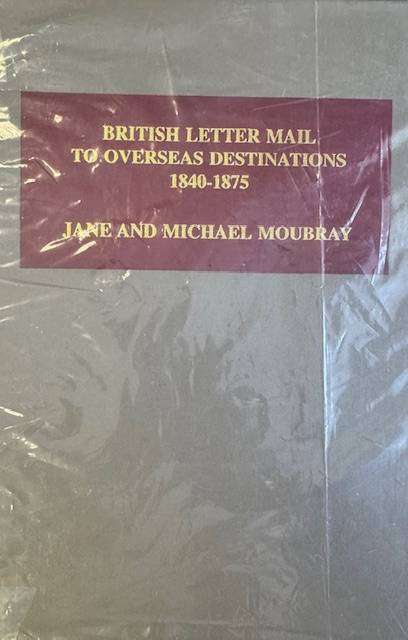 BRITISH LETTER MAIL
TO OVERSEAS DESTINATIONS
1840-1875
JANE AND MICHAEL MOUBRAY